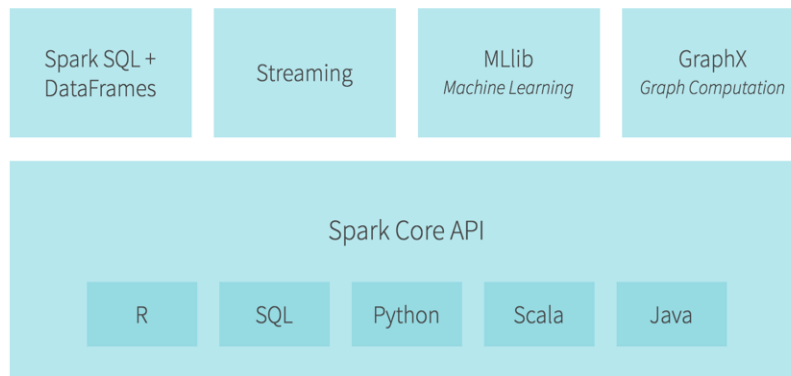 Spark SQL +
DataFrames
Streaming
MLlib
Machine Learning
GraphX
Graph Computation
Spark Core API
R
SQL
Python
Scala
Java